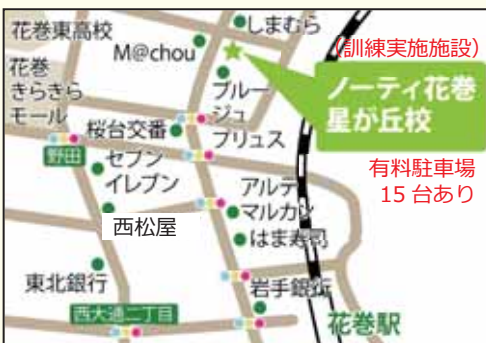 花巻東高校
しまむら
M@chou
(訓練実施施設)
花巻
きらきら
モール
ブルー
ジュ
ブリュス
ノーティ花巻
星が丘校
桜台交番
野田
セブン
イレブン
有料駐車場
15 台あり
アルテ
マルカン
西松屋
はま寿司
東北銀行
岩手銀行
西大通二丁目
花巻駅